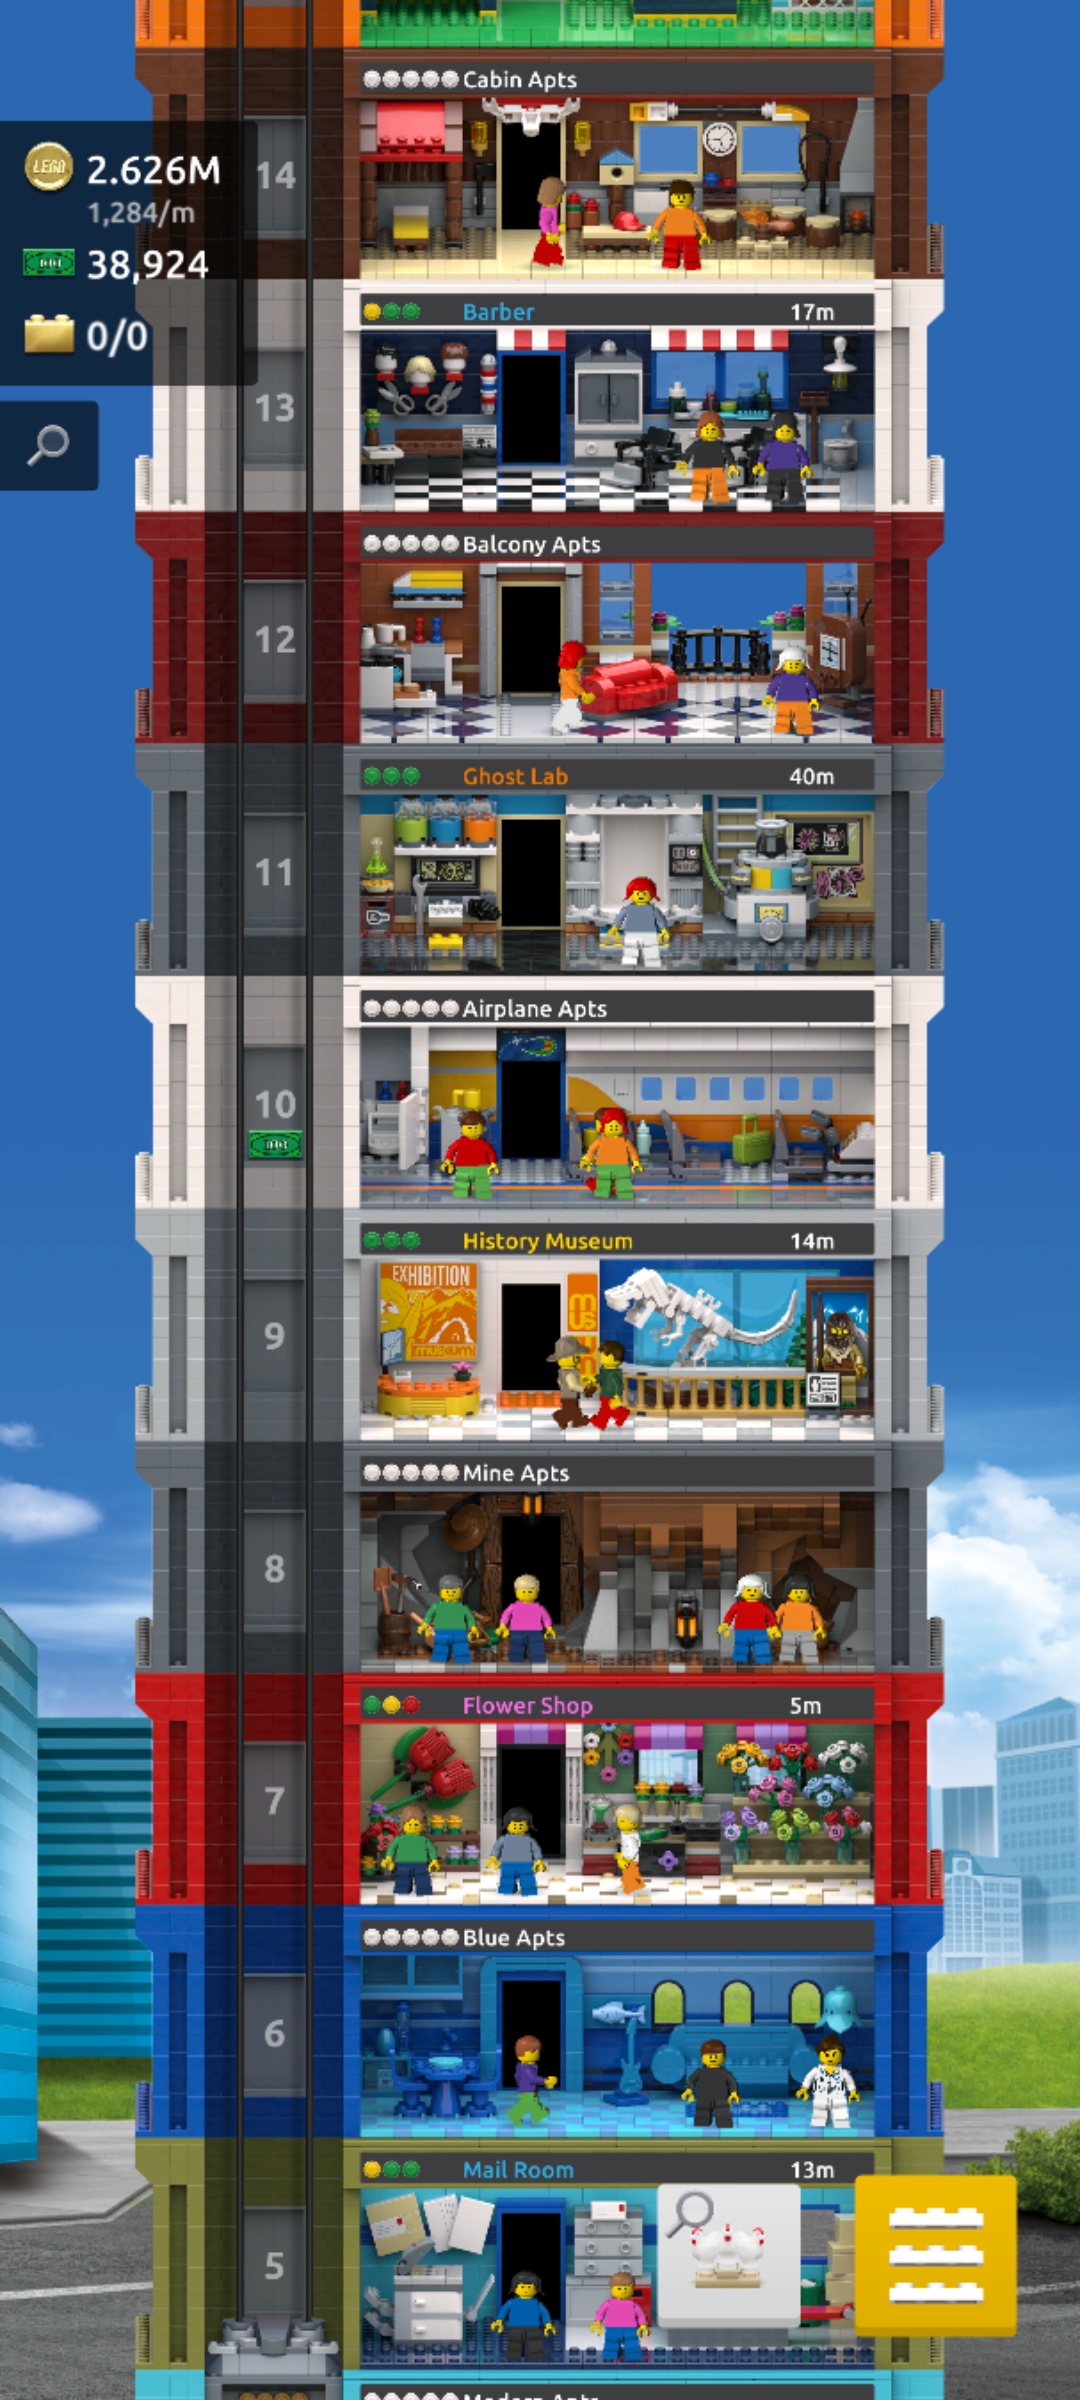 Cabin Apts
LEGO
2.626M
14
1,284/m
38,924
0/0
Barber 17m
13
Balcony Apts
12
Ghost Lab 40m
11
Airplane Apts
10
History Museum 14m
EXHIBITION
museum
9
Mine Apts
8
Flower Shop 5m
7
Blue Apts
6
Mail Room 13m
5
Modern Apts